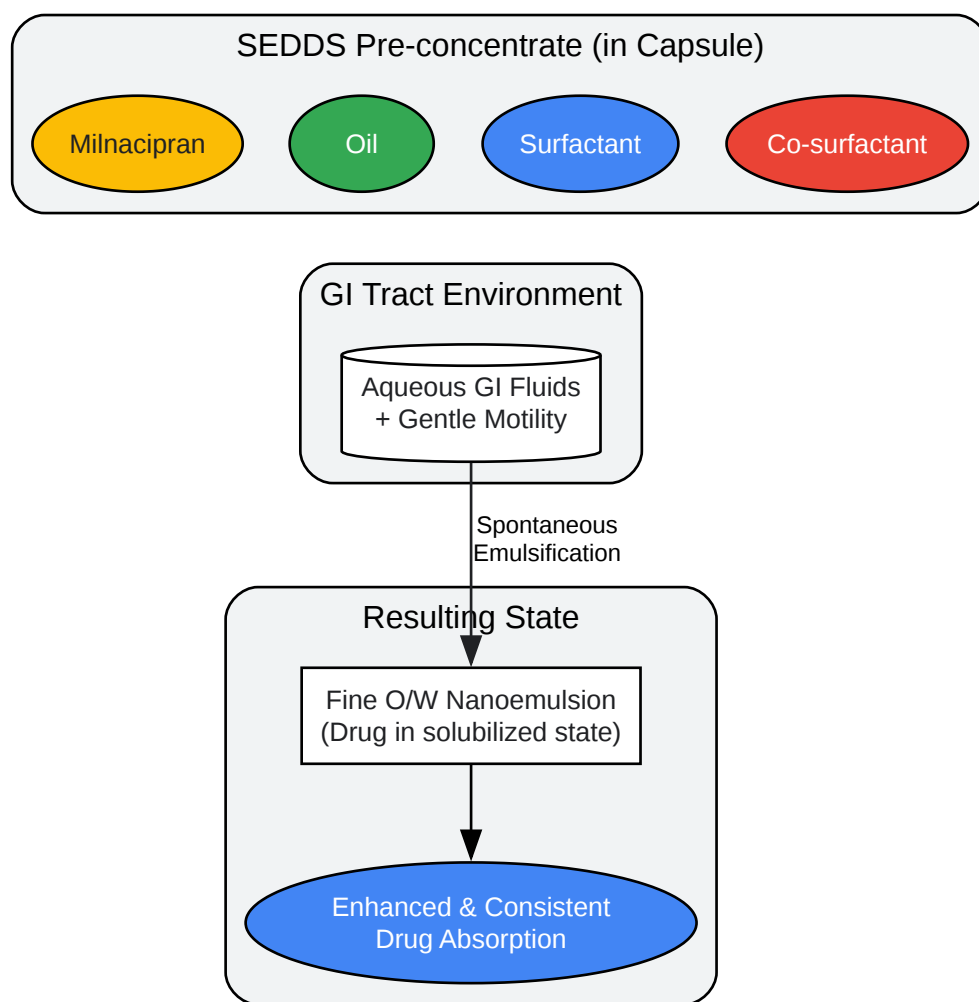 SEDDS Pre-concentrate (in Capsule)
Milnacipran
Oil
Surfactant
Co-surfactant
GI Tract Environment
Aqueous GI Fluids
+ Gentle Motility
Spontaneous
Emulsification
Resulting State
Fine O/W Nanoemulsion
(Drug in solubilized state)
Enhanced & Consistent
Drug Absorption